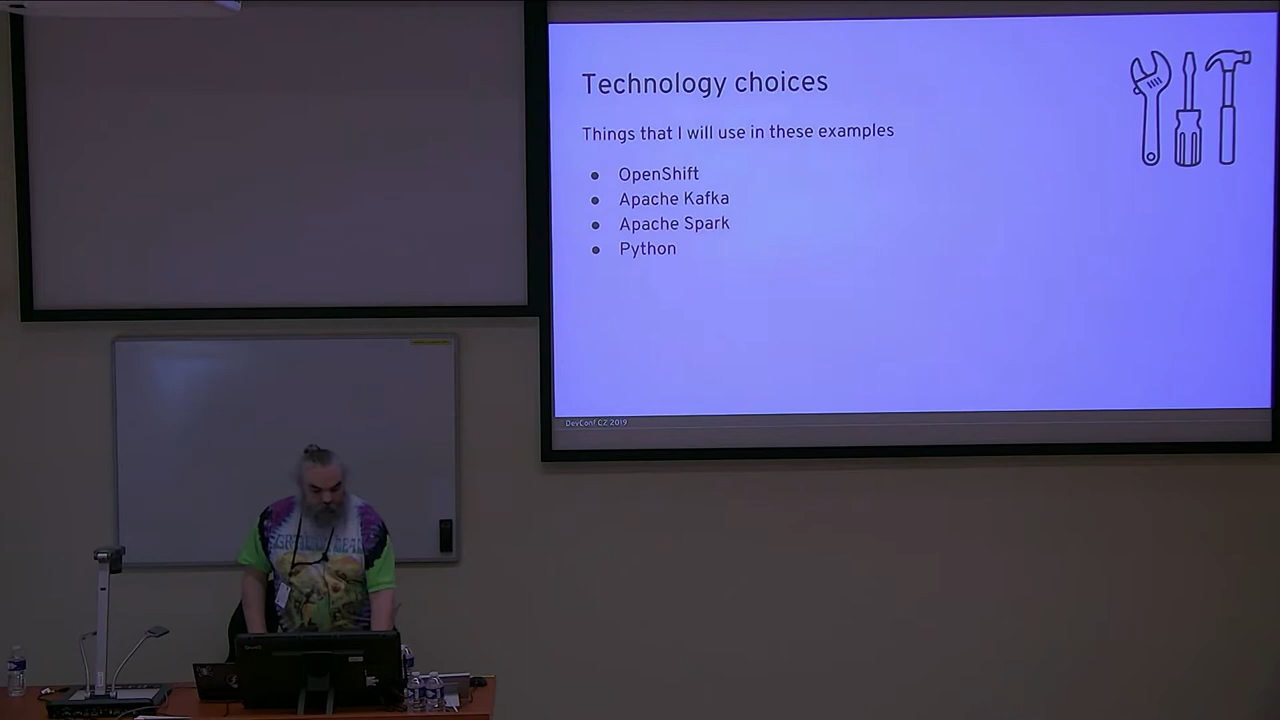 Technology choices
Things that I will use in these examples
OpenShift
Apache Kafka
Apache Spark
Python
DevConf CZ 2019